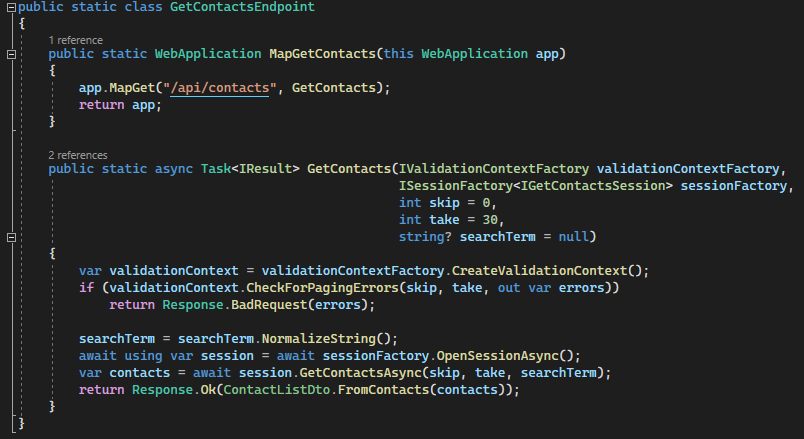 public static class GetContactsEndpoint
{
1 reference
public static WebApplication MapGetContacts(this WebApplication app)
{
app.MapGet("/api/contacts", GetContacts);
return app;
}
2 references
public static async Task<IResult> GetContacts(IValidationContextFactory validationContextFactory,
ISessionFactory<IGetContactsSession> sessionFactory,
int skip = 0,
int take = 30,
string? searchTerm = null)
{
var validationContext = validationContextFactory.CreateValidationContext();
if (validationContext.CheckForPagingErrors(skip, take, out var errors))
return Response.BadRequest(errors);
searchTerm = searchTerm.NormalizeString();
await using var session = await sessionFactory.OpenSessionAsync();
var contacts = await session.GetContactsAsync(skip, take, searchTerm);
return Response.Ok(ContactListDto.FromContacts(contacts));
}
}